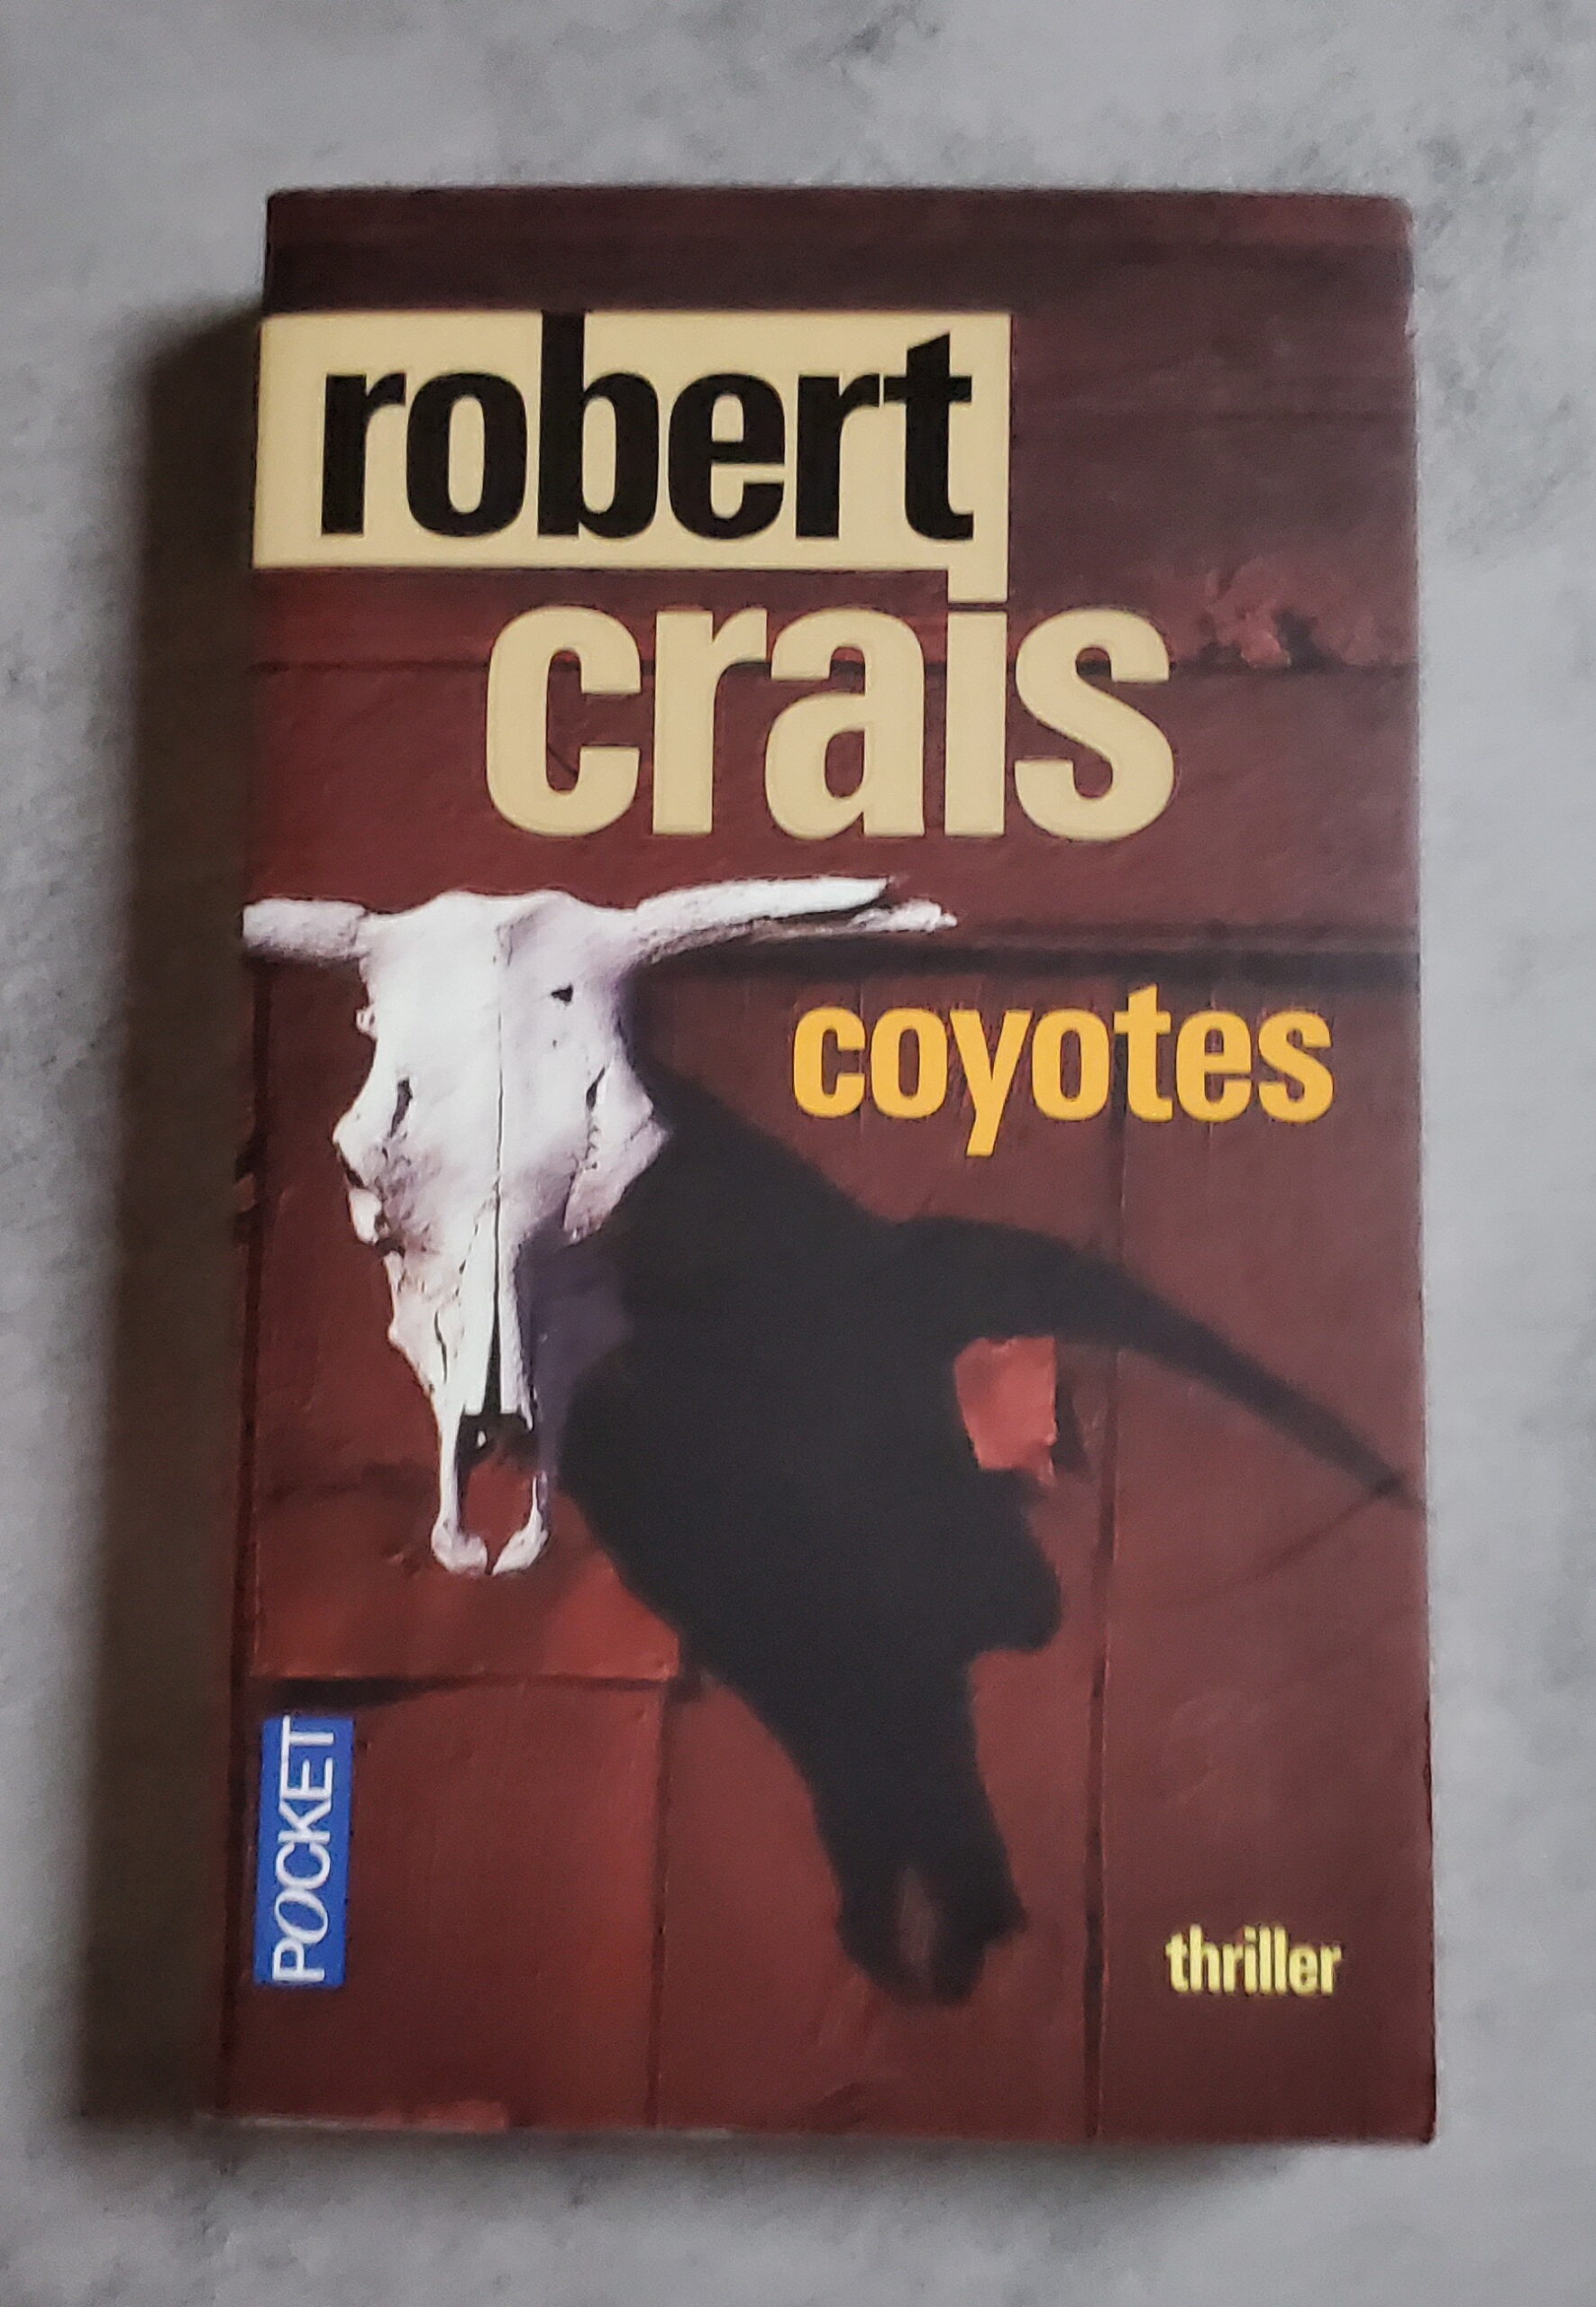 robert
crais
coyotes
POCKET
thriller